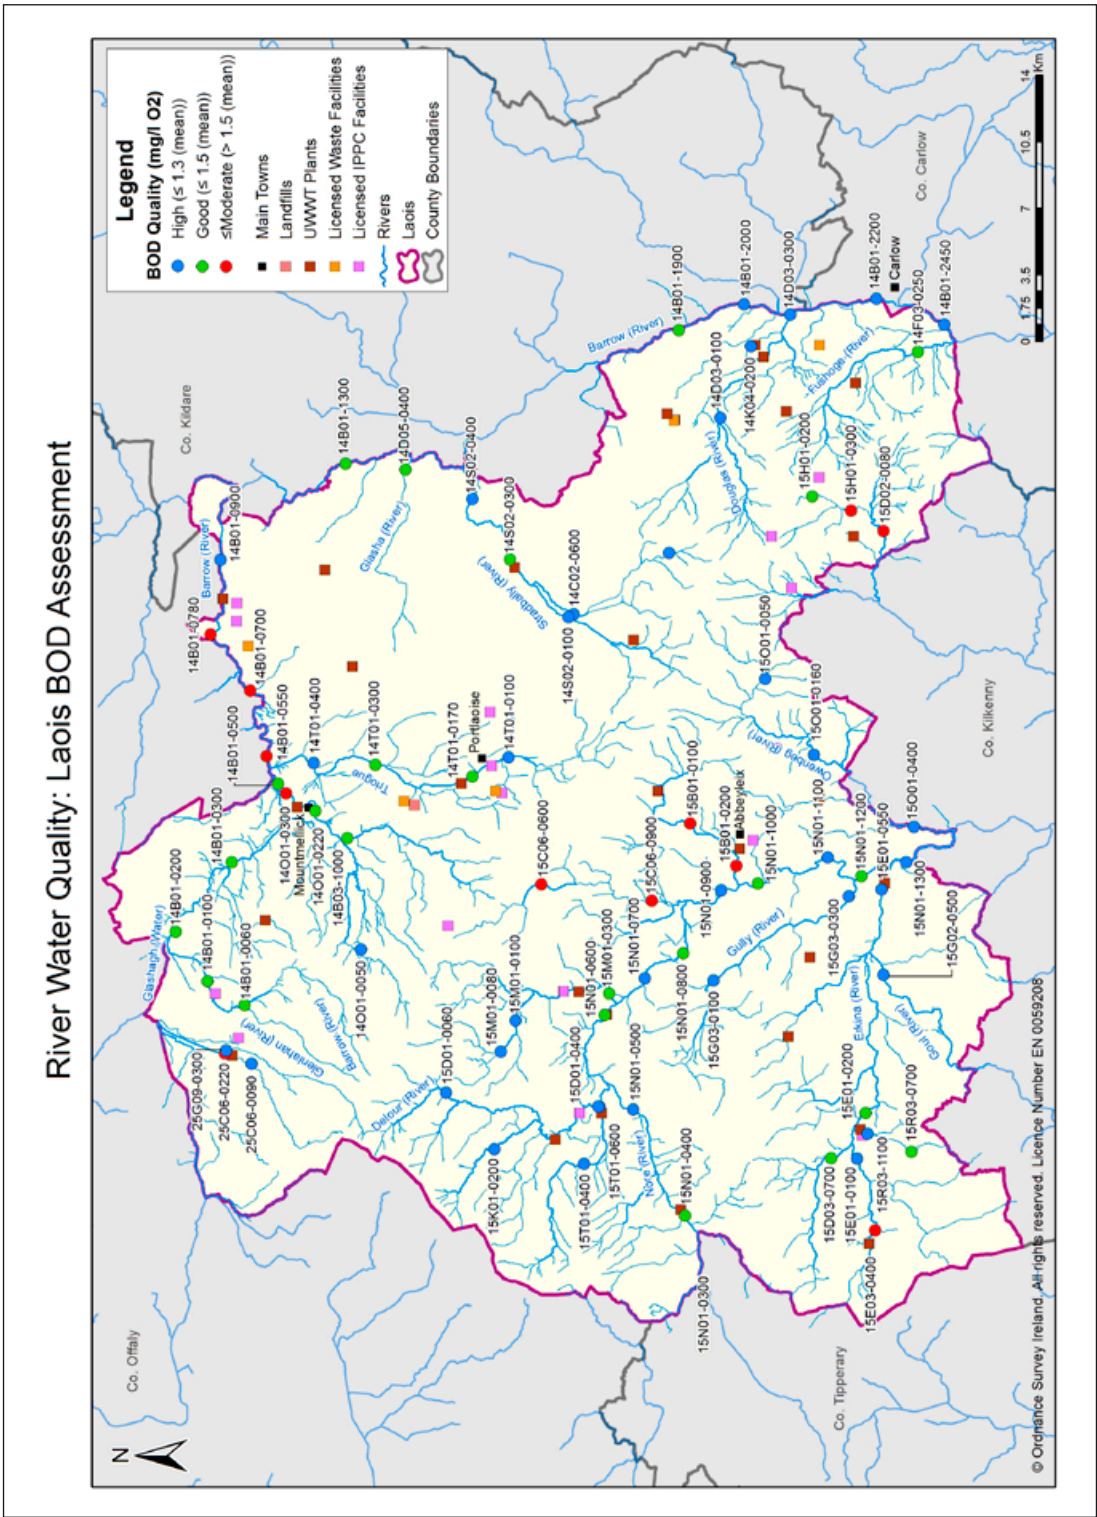 River Water Quality: Laois BOD Assessment
Legend
BOD Quality (mg/l O2)
High (≤ 1.3 (mean))
Good (≤ 1.5 (mean))
≤Moderate (> 1.5 (mean))
Main Towns
Landfills
UWWT Plants
Licensed Waste Facilities
Licensed IPPC Facilities
Rivers
Laois
County Boundaries
N
Co. Offaly
Co. Kildare
Co. Carlow
Co. Kilkenny
Co. Tipperary
Glashagh (Water)
Glenlahan (River)
Barrow (River)
Delour (River)
25G09-0300
25C06-0220
25C06-0090
14B01-0060
14B01-0100
14B01-0200
14B01-0300
14B01-0500
14B01-0550
14B01-0700
14B01-0780
Barrow (River)
14B01-0900
14B01-1300
14D05-0400
Glasha (River)
14S02-0400
14S02-0300
Stradbally (River)
14C02-0600
14S02-0100
14O01-0300
Mountmellick
14O01-0220
14B03-1000
14O01-0050
14T01-0400
14T01-0300
Triogue
14T01-0170
Portlaoise
14T01-0100
15C06-0600
15C06-0900
15B01-0100
15B01-0200
Abbeyleix
15N01-1000
15N01-0900
15N01-1100
15N01-1200
15E01-0550
15N01-1300
15O01-0400
15O01-0160
15O01-0050
Owenbeg (River)
15D01-0060
15M01-0080
15M01-0100
15M01-0300
15N01-0600
15N01-0700
15N01-0800
15G03-0100
Gully (River)
15G03-0300
15G02-0500
Goul (River)
Erkina (River)
15K01-0200
15T01-0400
15T01-0600
15D01-0400
15N01-0500
Nore (River)
15N01-0400
15N01-0300
15D03-0700
15E01-0100
15E01-0200
15R03-1100
15R03-0700
15E03-0400
Barrow (River)
14B01-1900
14B01-2000
14D03-0300
14B01-2200
Carlow
14F03-0250
14B01-2450
Fushoge (River)
14D03-0100
14K04-0200
Douglas (River)
15H01-0200
15H01-0300
15D02-0080
0 1.75 3.5 7 10.5 14
Km
© Ordnance Survey Ireland. All rights reserved. Licence Number EN 0059208